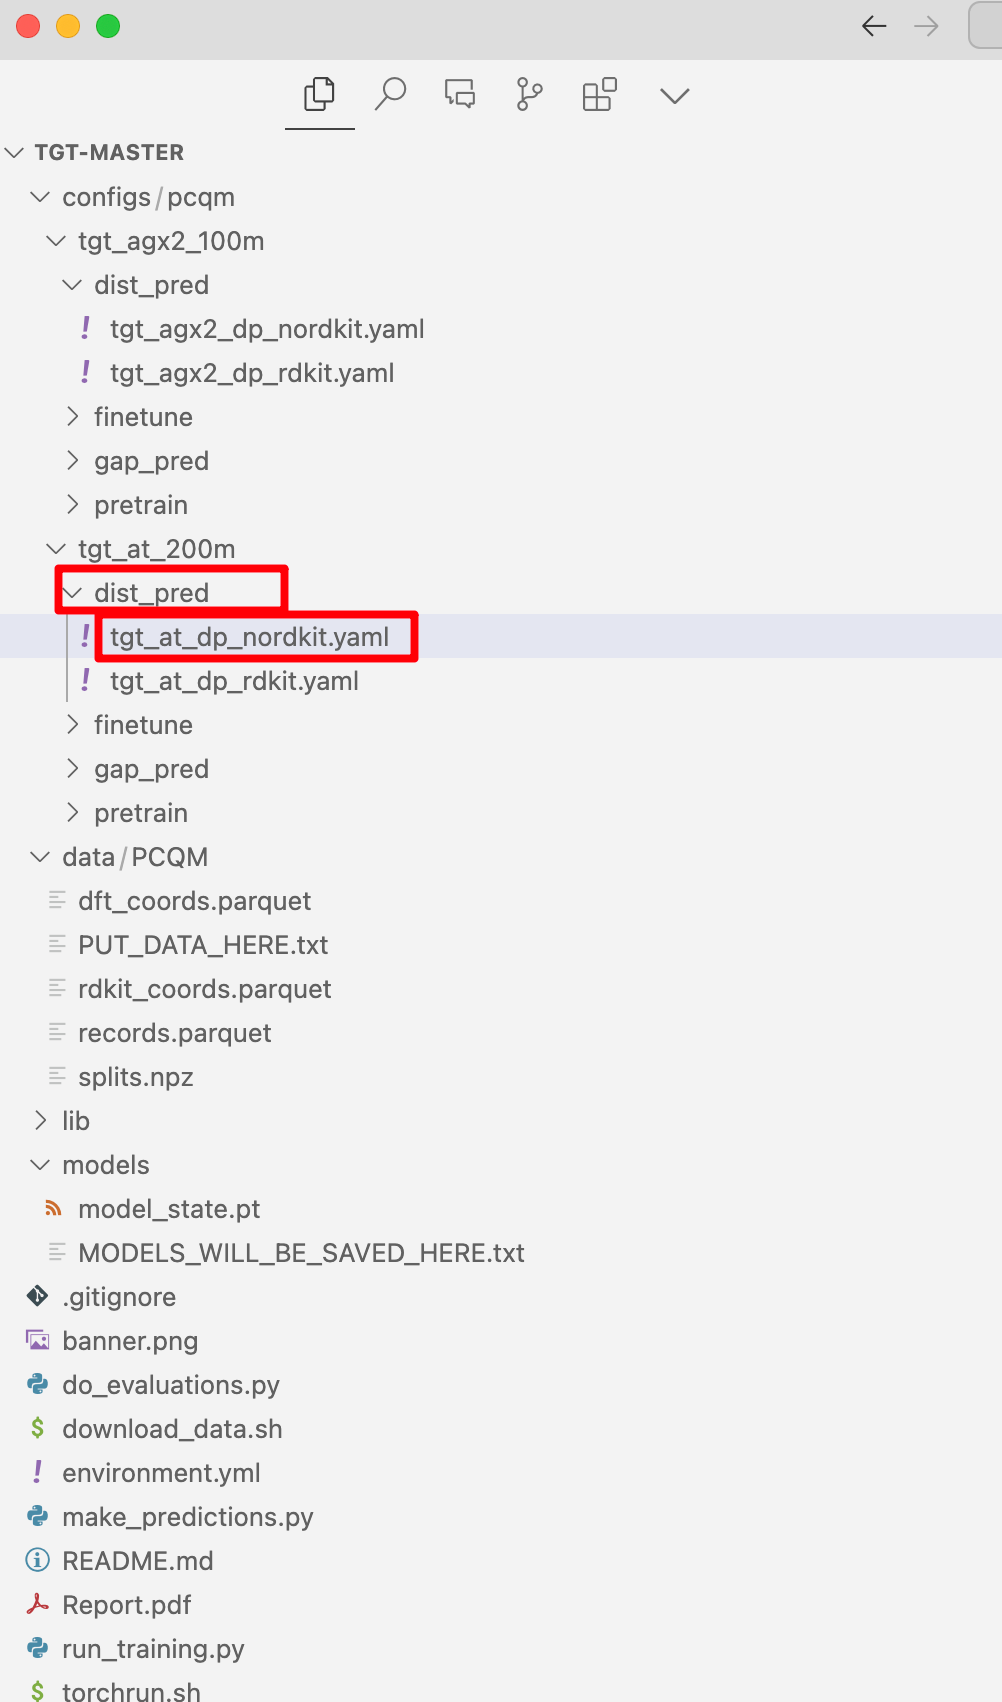 TGT-MASTER
configs/pcqm
tgt_agx2_100m
dist_pred
! tgt_agx2_dp_nordkit.yaml
! tgt_agx2_dp_rdkit.yaml
finetune
gap_pred
pretrain
tgt_at_200m
dist_pred
! tgt_at_dp_nordkit.yaml
! tgt_at_dp_rdkit.yaml
finetune
gap_pred
pretrain
data/PCQM
dft_coords.parquet
PUT_DATA_HERE.txt
rdkit_coords.parquet
records.parquet
splits.npz
lib
models
model_state.pt
MODELS_WILL_BE_SAVED_HERE.txt
.gitignore
banner.png
do_evaluations.py
$ download_data.sh
! environment.yml
make_predictions.py
README.md
Report.pdf
run_training.py
$ torchrun.sh